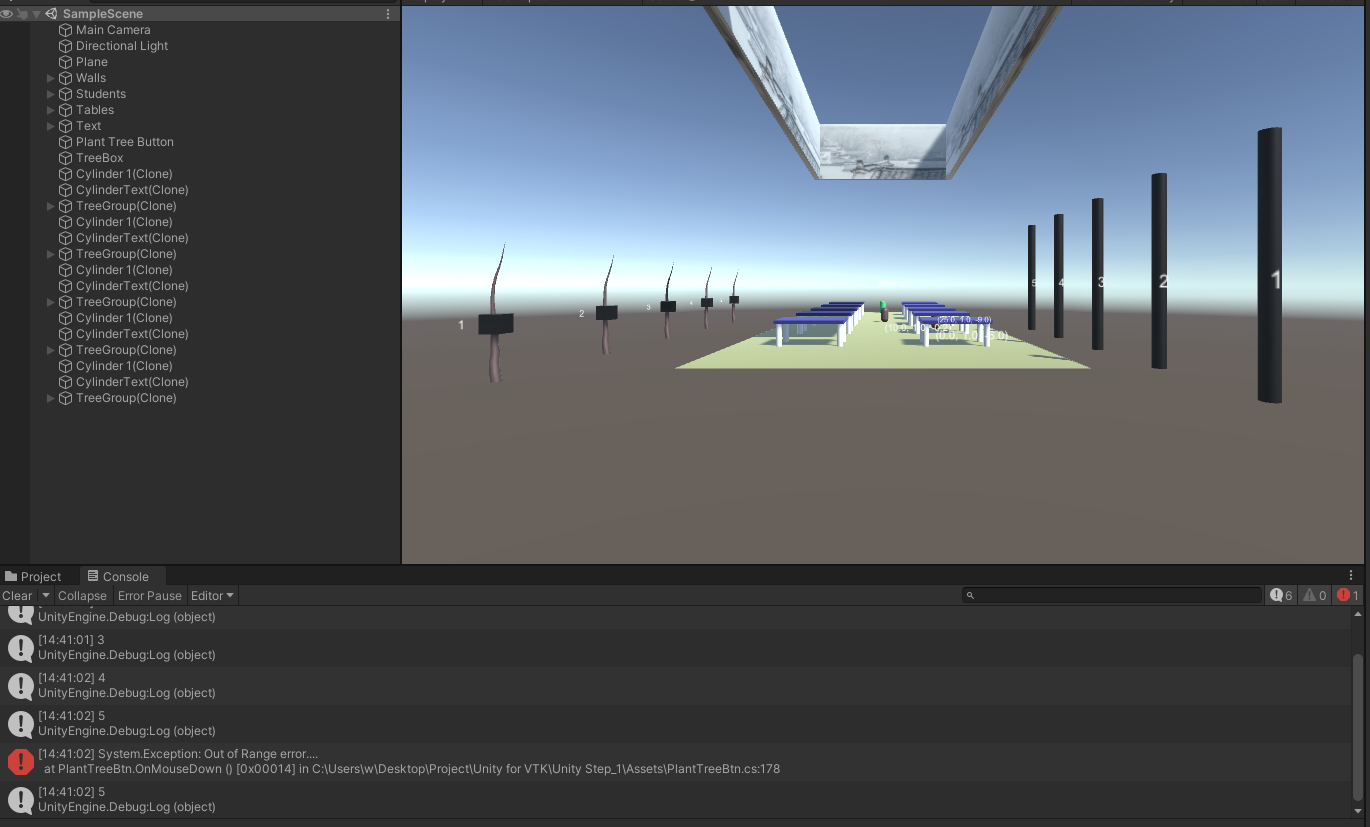 SampleScene
Main Camera
Directional Light
Plane
Walls
Students
Tables
Text
Plant Tree Button
TreeBox
Cylinder 1(Clone)
CylinderText(Clone)
TreeGroup(Clone)
Cylinder 1(Clone)
CylinderText(Clone)
TreeGroup(Clone)
Cylinder 1(Clone)
CylinderText(Clone)
TreeGroup(Clone)
Cylinder 1(Clone)
CylinderText(Clone)
TreeGroup(Clone)
Cylinder 1(Clone)
CylinderText(Clone)
TreeGroup(Clone)
1
2
3
5
4
3
2
1
(25.0, 1.0, -9.0)
Project
Console
Clear
Collapse
Error Pause
Editor
6
0
1
UnityEngine.Debug:Log (object)
[14:41:01] 3
UnityEngine.Debug:Log (object)
[14:41:02] 4
UnityEngine.Debug:Log (object)
[14:41:02] 5
UnityEngine.Debug:Log (object)
[14:41:02] System.Exception: Out of Range error....
at PlantTreeBtn.OnMouseDown () [0x00014] in C:\Users\w\Desktop\Project\Unity for VTK\Unity Step_1\Assets\PlantTreeBtn.cs:178
[14:41:02] 5
UnityEngine.Debug:Log (object)